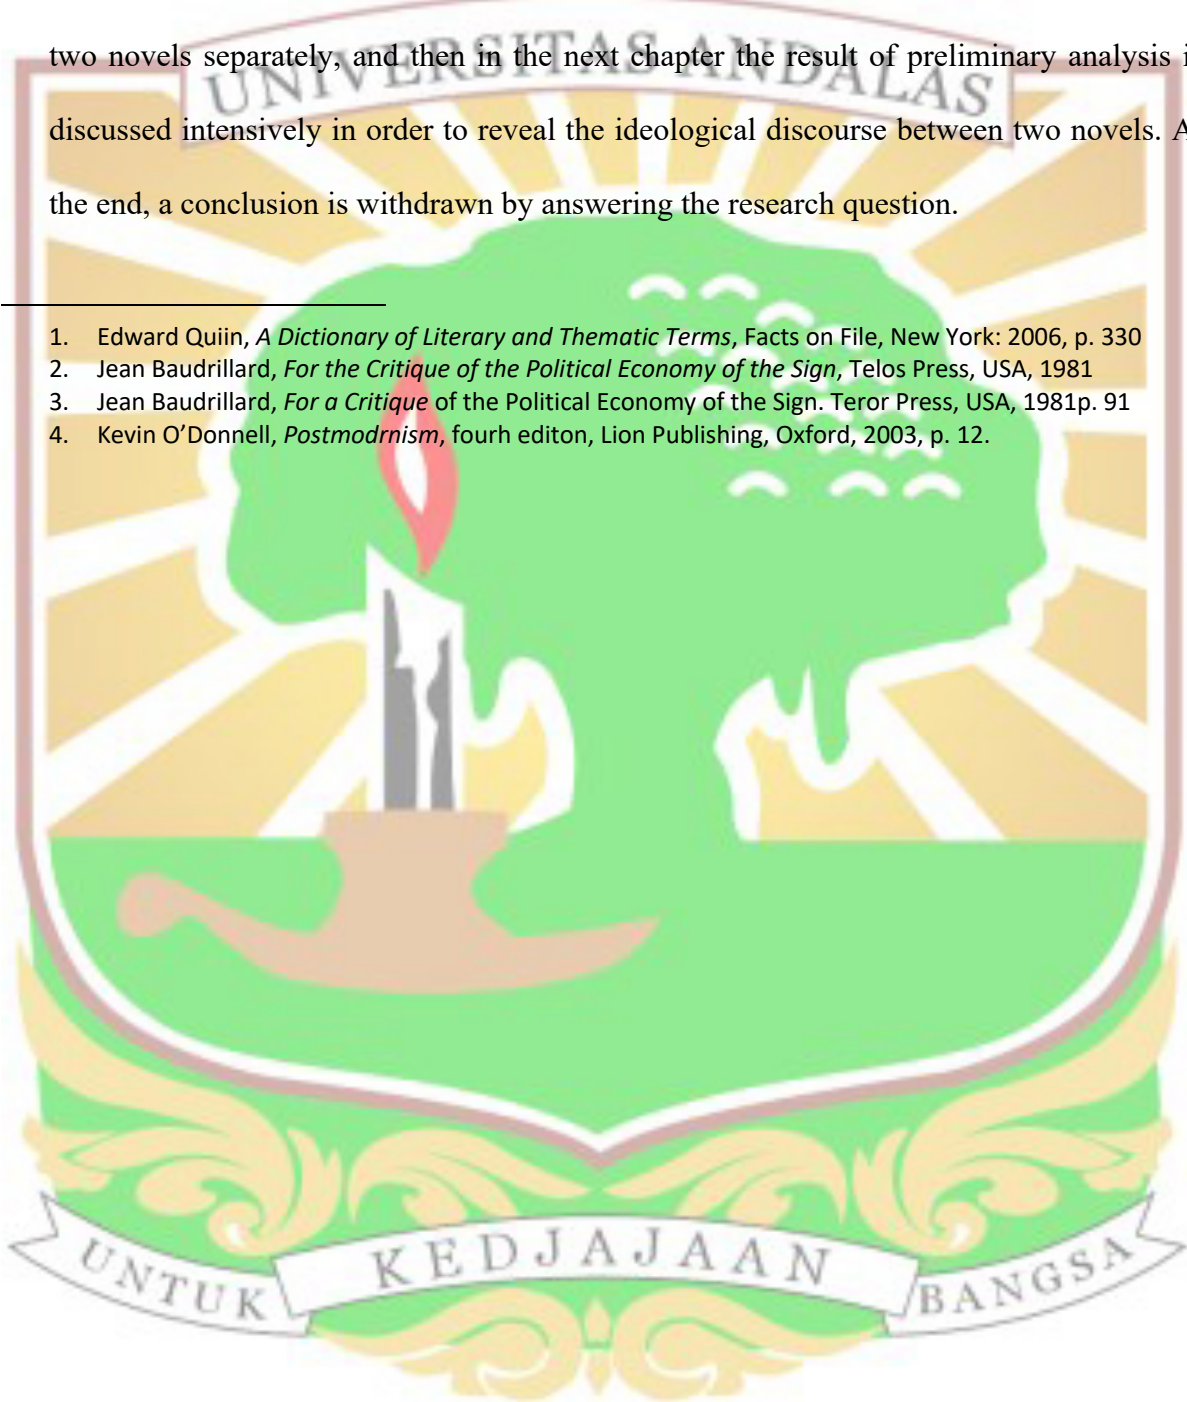 two novels separately, and then in the next chapter the result of preliminary analysis i
UNIVERSITAS ANDALAS
discussed intensively in order to reveal the ideological discourse between two novels. A
the end, a conclusion is withdrawn by answering the research question.
1. Edward Quiin, A Dictionary of Literary and Thematic Terms, Facts on File, New York: 2006, p. 330
2. Jean Baudrillard, For the Critique of the Political Economy of the Sign, Telos Press, USA, 1981
3. Jean Baudrillard, For a Critique of the Political Economy of the Sign. Teror Press, USA, 1981p. 91
4. Kevin O’Donnell, Postmodrnism, fourh editon, Lion Publishing, Oxford, 2003, p. 12.
UNTUK KEDJAJAAN BANGSA